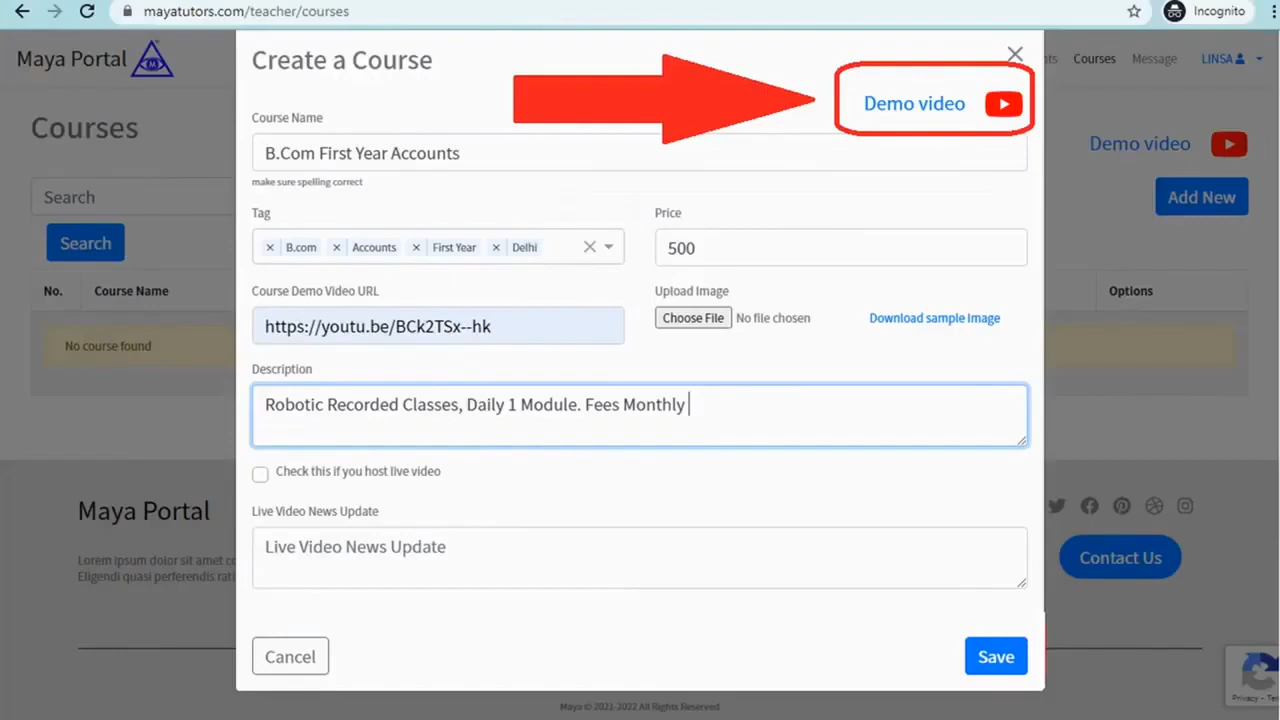 mayatutors.com/teacher/courses
Incognito
Maya Portal
Courses
Message
LINSA
Create a Course
Demo video
Courses
Course Name
B.Com First Year Accounts
make sure spelling correct
Demo video
Search
Add New
Search
Tag
Price
B.com
Accounts
First Year
Delhi
500
No.
Course Name
Options
Course Demo Video URL
Upload Image
https://youtu.be/BCk2TSx--hk
Choose File
No file chosen
Download sample Image
No course found
Description
Robotic Recorded Classes, Daily 1 Module. Fees Monthly
Check this if you host live video
Maya Portal
Live Video News Update
Live Video News Update
Lorem ipsum dolor sit amet
Eligendi quasi perferendis
Contact Us
Cancel
Save
Maya © 2021-2022 All Rights Reserved
Privacy